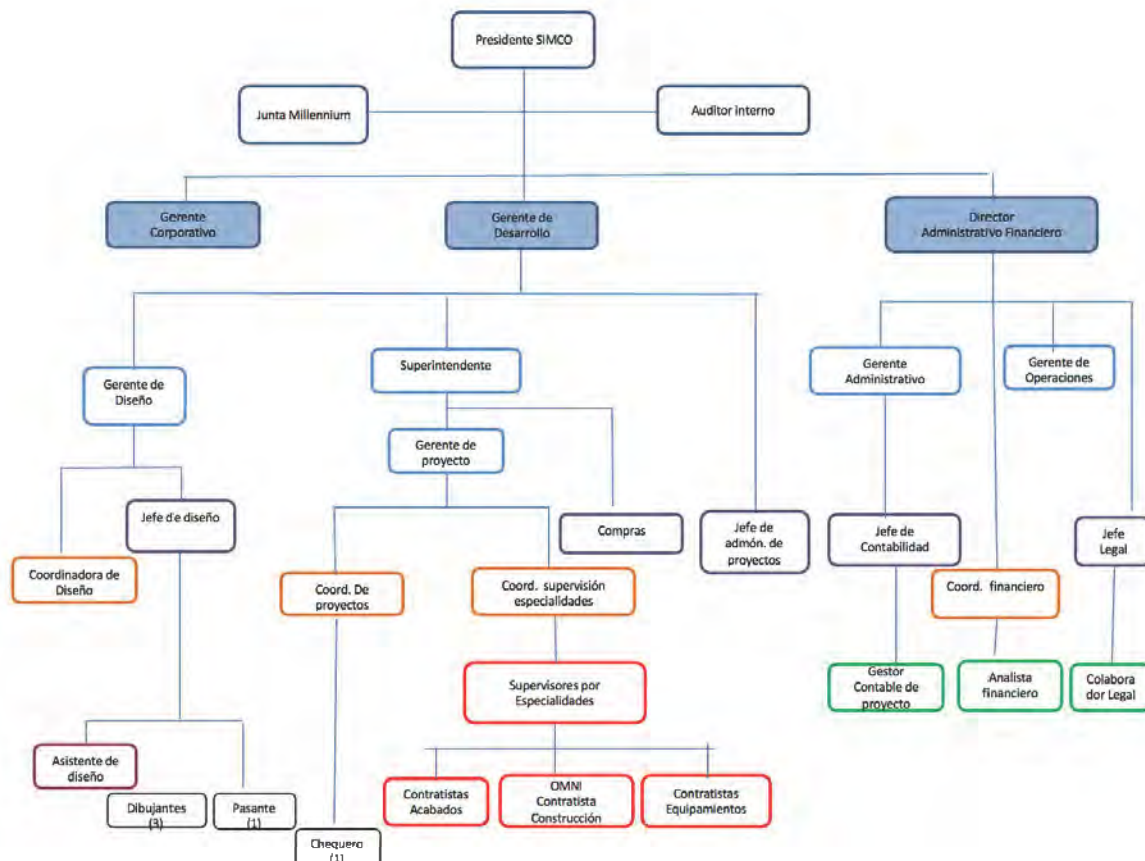 Presidente SIMCO
Junta Millennium
Auditor interno
Gerente
Corporativo
Gerente de
Desarrollo
Director
Administrativo Financiero
Gerente de
Diseño
Superintendente
Gerente
Administrativo
Gerente de
Operaciones
Gerente de
proyecto
Jefe de diseño
Compras
Jefe de
admón. de
proyectos
Jefe de
Contabilidad
Jefe
Legal
Coordinadora de
Diseño
Coord. De
proyectos
Coord. supervisión
especialidades
Coord. financiero
Supervisores por
Especialidades
Gestor
Contable de
proyecto
Analista
financiero
Colabora
dor Legal
Asistente de
diseño
Dibujantes
(3)
Pasante
(1)
Contratistas
Acabados
OMNI
Contratista
Construcción
Contratistas
Equipamientos
Chequero
(1)